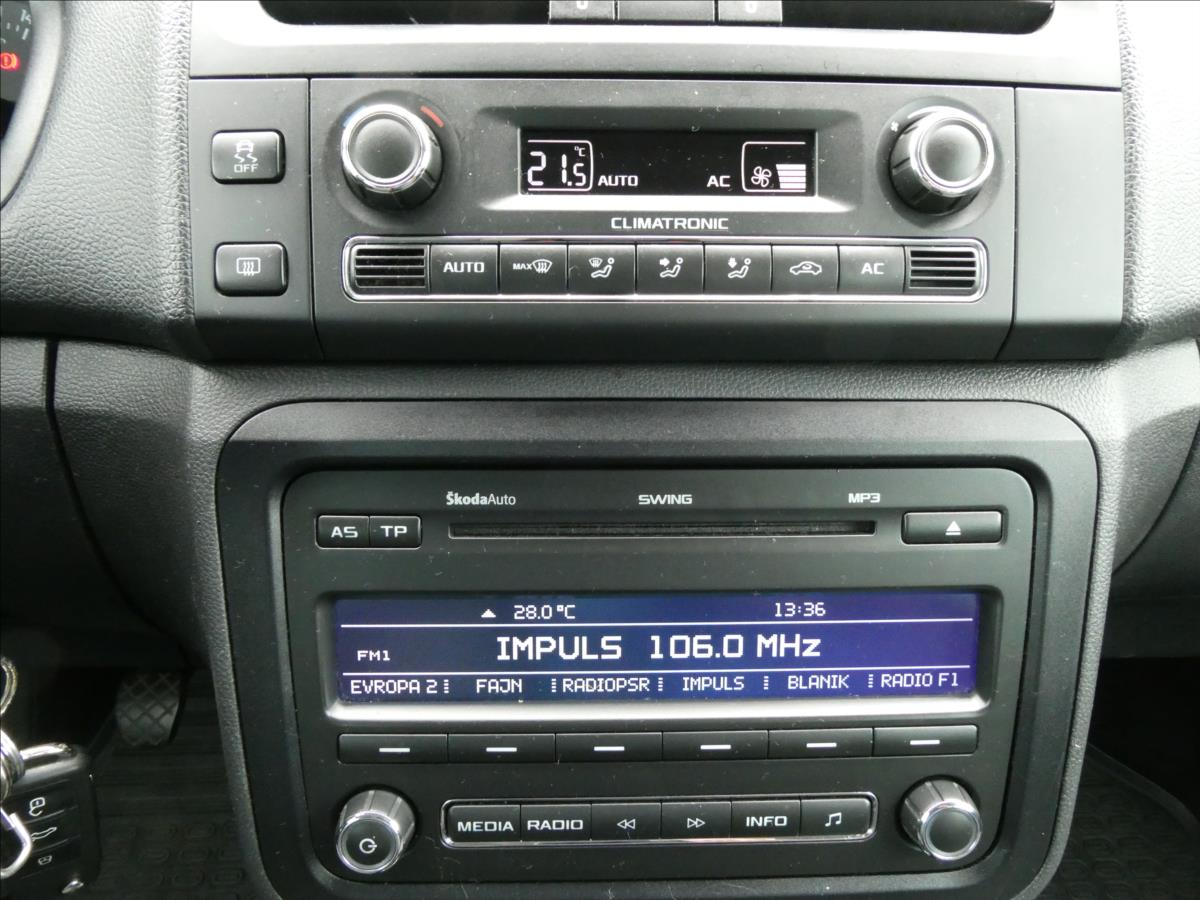 OFF
21.5 °C AUTO AC
CLIMATRONIC
AUTO MAX AC
ŠkodaAuto SWING MP3
AS TP
28.0 °C 13:36
FM1 IMPULS 106.0 MHz
EVROPA 2 FAJN RADIOPSR IMPULS BLANIK RADIO F1
MEDIA RADIO INFO